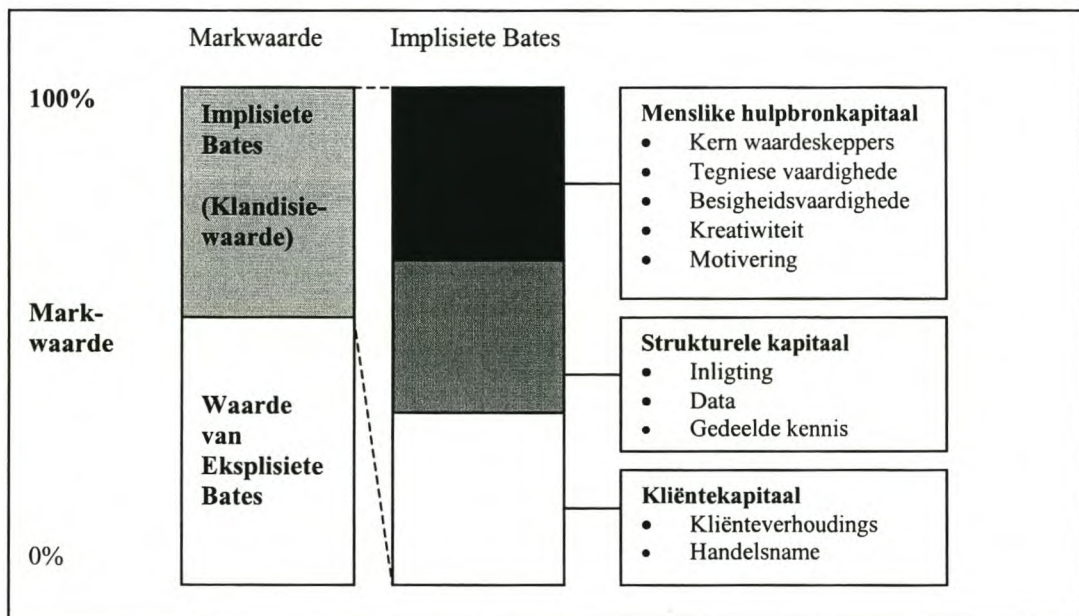 Markwaarde
Implisiete Bates
100%
Mark-
waarde
0%
Implisiete
Bates
(Klandisie-
waarde)
Waarde
van
Eksplisiete
Bates
Menslike hulpbronkapitaal
• Kern waardeskeppers
• Tegniese vaardighede
• Besigheidsvaardighede
• Kreatiwiteit
• Motivering
Strukturele kapitaal
• Inligting
• Data
• Gedeelde kennis
Kliëntekapitaal
• Kliënteverhoudings
• Handelsname